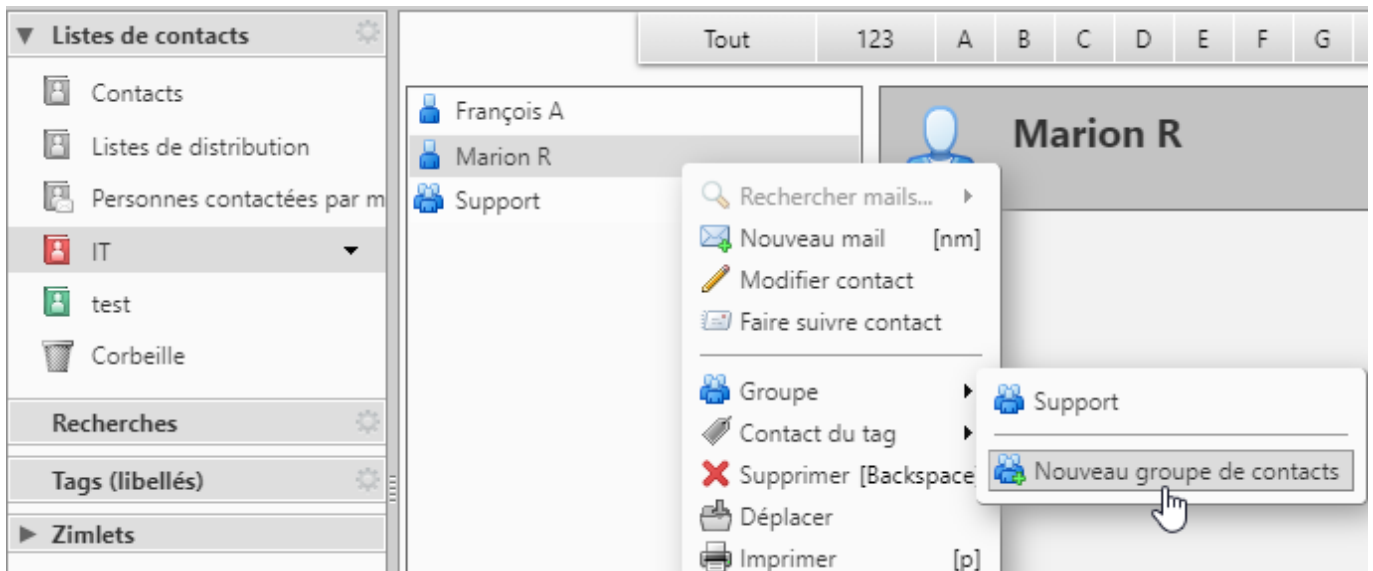 Listes de contacts
Contacts
Listes de distribution
Personnes contactées par m
IT
test
Corbeille
Recherches
Tags (libellés)
Zimlets
Tout 123 A B C D E F G
François A
Marion R
Support
Marion R
Rechercher mails...
Nouveau mail [nm]
Modifier contact
Faire suivre contact
Groupe
Contact du tag
Supprimer [Backspace
Déplacer
Imprimer [p]
Support
Nouveau groupe de contacts